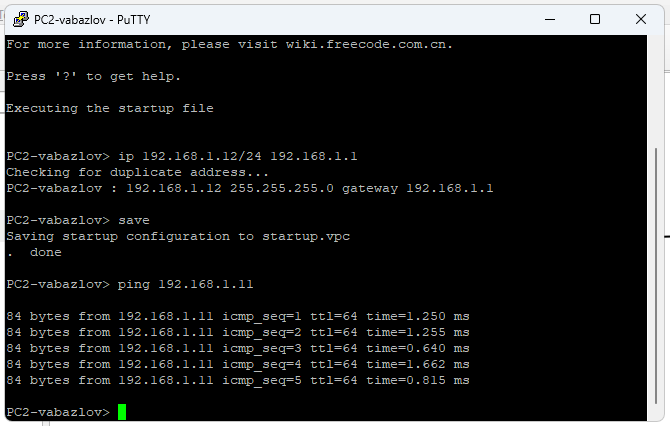 PC2-vabazlov - PuTTY
For more information, please visit wiki.freecode.com.cn.
Press '?' to get help.
Executing the startup file
PC2-vabazlov> ip 192.168.1.12/24 192.168.1.1
Checking for duplicate address...
PC2-vabazlov : 192.168.1.12 255.255.255.0 gateway 192.168.1.1
PC2-vabazlov> save
Saving startup configuration to startup.vpc
.  done
PC2-vabazlov> ping 192.168.1.11
84 bytes from 192.168.1.11 icmp_seq=1 ttl=64 time=1.250 ms
84 bytes from 192.168.1.11 icmp_seq=2 ttl=64 time=1.255 ms
84 bytes from 192.168.1.11 icmp_seq=3 ttl=64 time=0.640 ms
84 bytes from 192.168.1.11 icmp_seq=4 ttl=64 time=1.662 ms
84 bytes from 192.168.1.11 icmp_seq=5 ttl=64 time=0.815 ms
PC2-vabazlov>